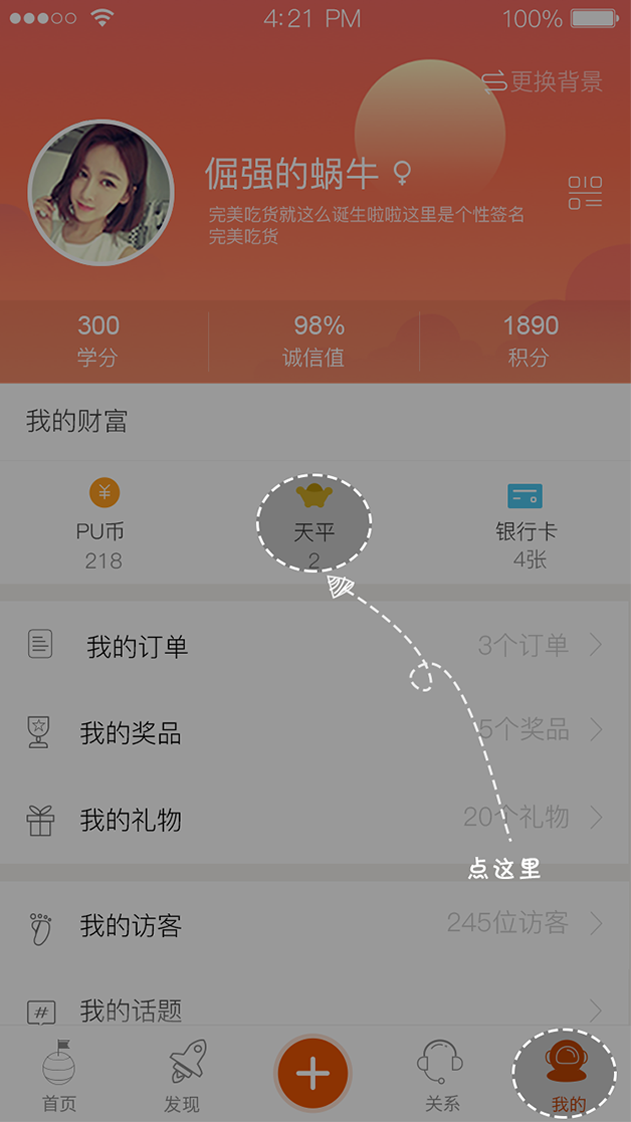 4:21 PM
100%
更换背景
倔强的蜗牛
完美吃货就这么诞生啦啦这里是个性签名
完美吃货
300
98%
1890
学分
诚信值
积分
我的财富
PU币
天平
银行卡
218
2
4张
我的订单
3个订单
我的奖品
5个奖品
我的礼物
20个礼物
点这里
我的访客
245位访客
我的话题
首页
发现
关系
我的